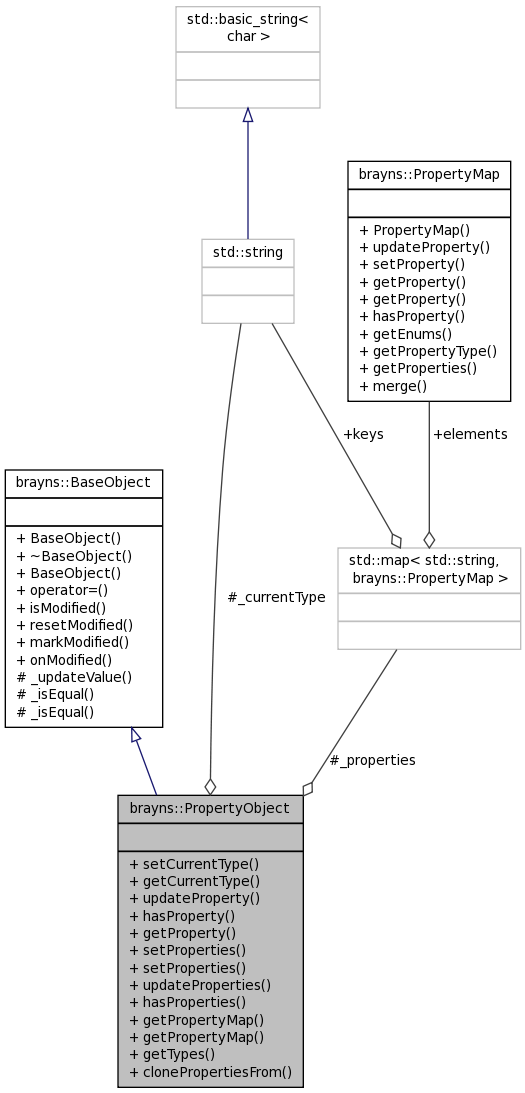 std::basic_string<
char >
std::string
brayns::PropertyMap
+ PropertyMap()
+ updateProperty()
+ setProperty()
+ getProperty()
+ getProperty()
+ hasProperty()
+ getEnums()
+ getPropertyType()
+ getProperties()
+ merge()
+keys
+elements
brayns::BaseObject
+ BaseObject()
+ ~BaseObject()
+ BaseObject()
+ operator=()
+ isModified()
+ resetModified()
+ markModified()
+ onModified()
# _updateValue()
# _isEqual()
# _isEqual()
std::map< std::string,
brayns::PropertyMap >
#_currentType
#_properties
brayns::PropertyObject
+ setCurrentType()
+ getCurrentType()
+ updateProperty()
+ hasProperty()
+ getProperty()
+ setProperties()
+ setProperties()
+ updateProperties()
+ hasProperties()
+ getPropertyMap()
+ getPropertyMap()
+ getTypes()
+ clonePropertiesFrom()